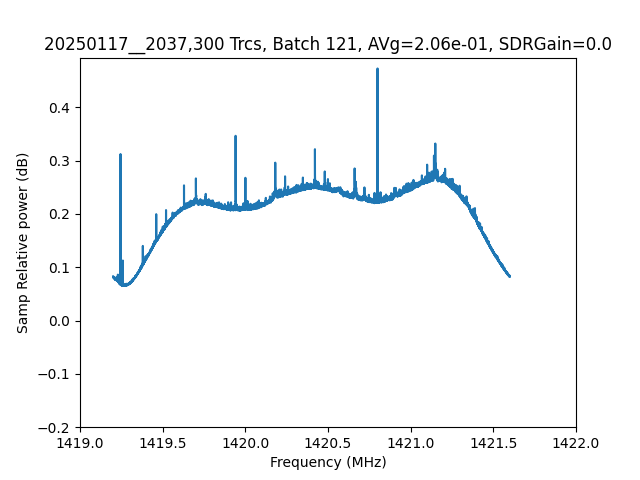 20250117__2037,300 Trcs, Batch 121, AVg=2.06e-01, SDRGain=0.0
0.4
0.3
0.2
0.1
0.0
−0.1
−0.2
Samp Relative power (dB)
1419.0 1419.5 1420.0 1420.5 1421.0 1421.5 1422.0
Frequency (MHz)